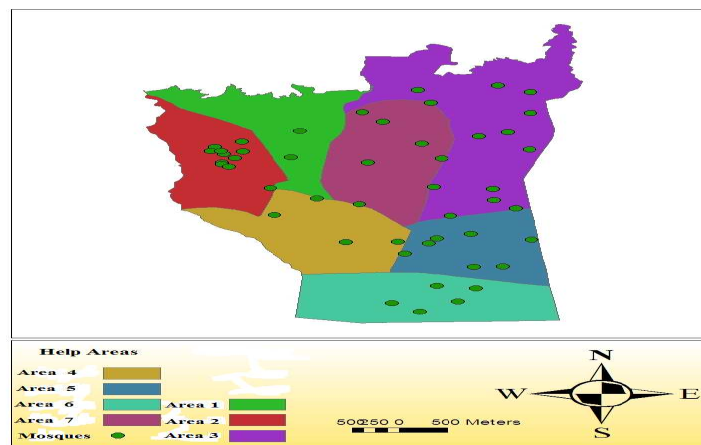 Help Areas
Area 4
Area 5
Area 6 Area 1
Area 7 Area 2
Mosques Area 3
N
W E
S
500250 0 500 Meters